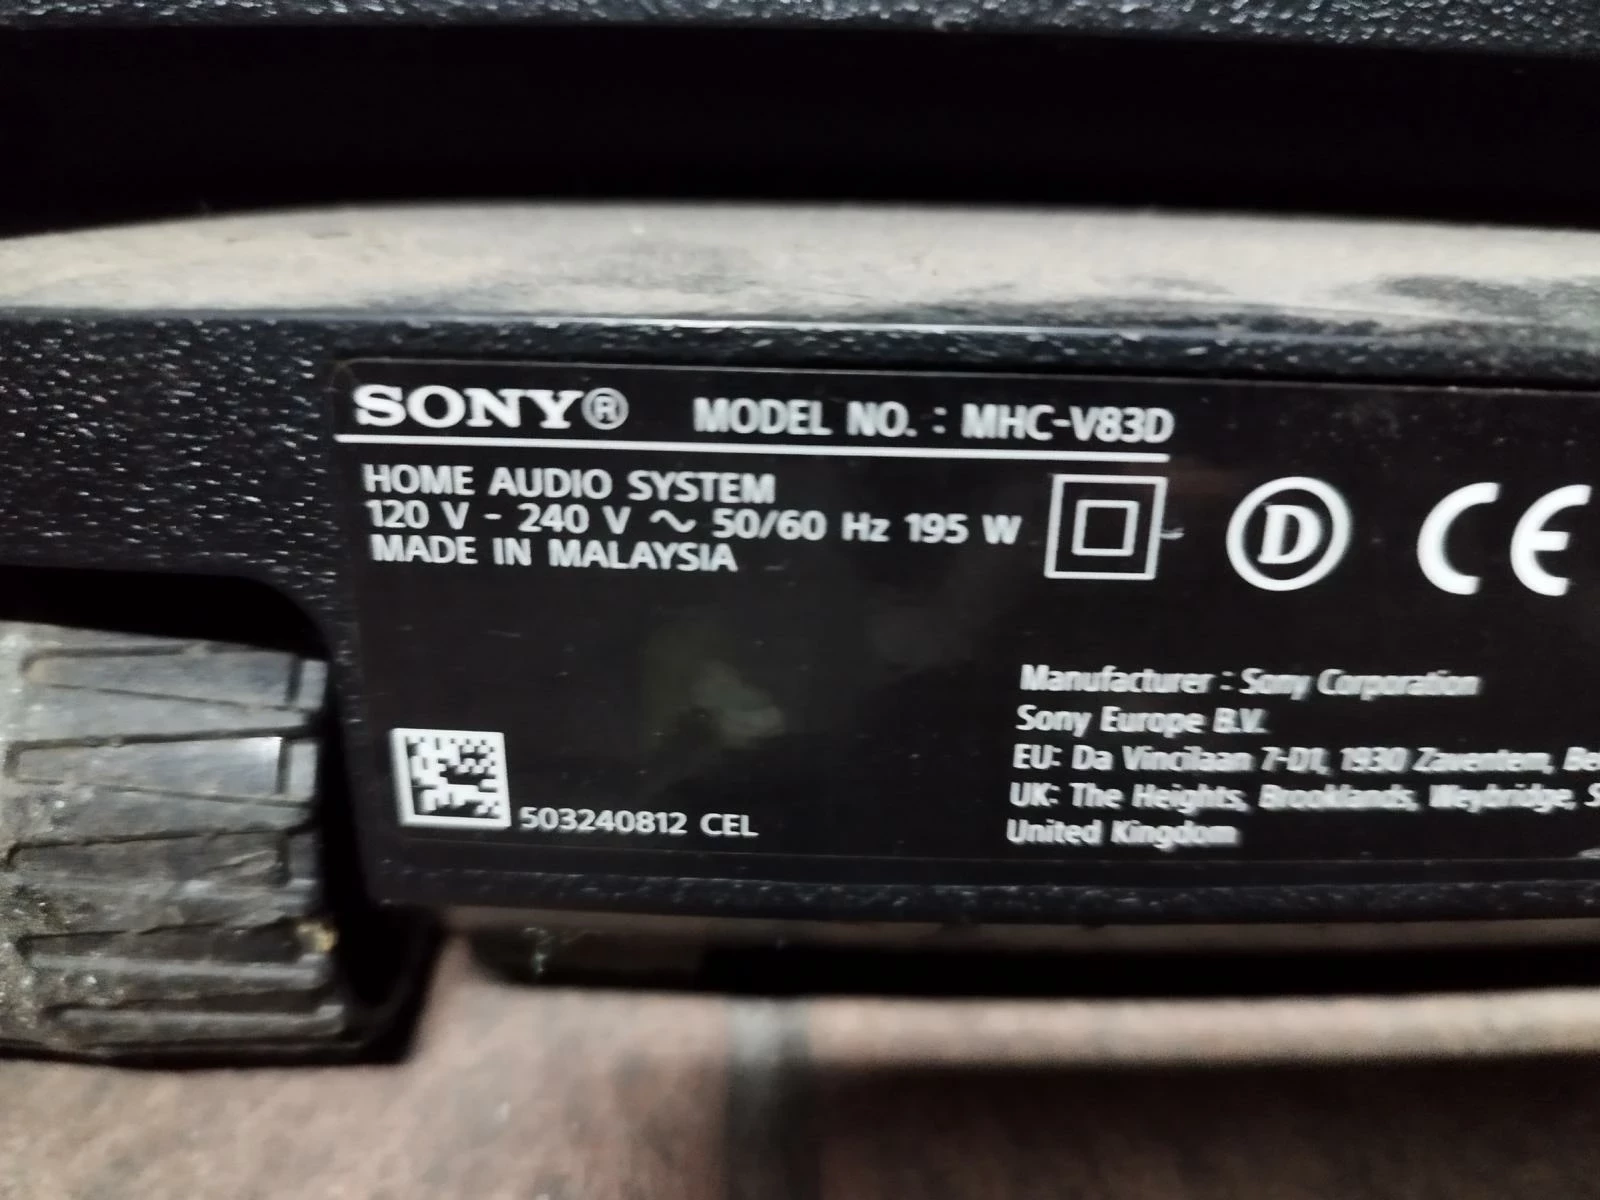 SONY® MODEL NO. : MHC-V83D
HOME AUDIO SYSTEM
120 V - 240 V ~ 50/60 Hz 195 W
MADE IN MALAYSIA
D
CE
Manufacturer : Sony Corporation
Sony Europe B.V.
EU: Da Vincilaan 7-D1, 1930 Zaventem, Be
UK: The Heights, Brooklands, Weybridge, S
United Kingdom
503240812 CEL